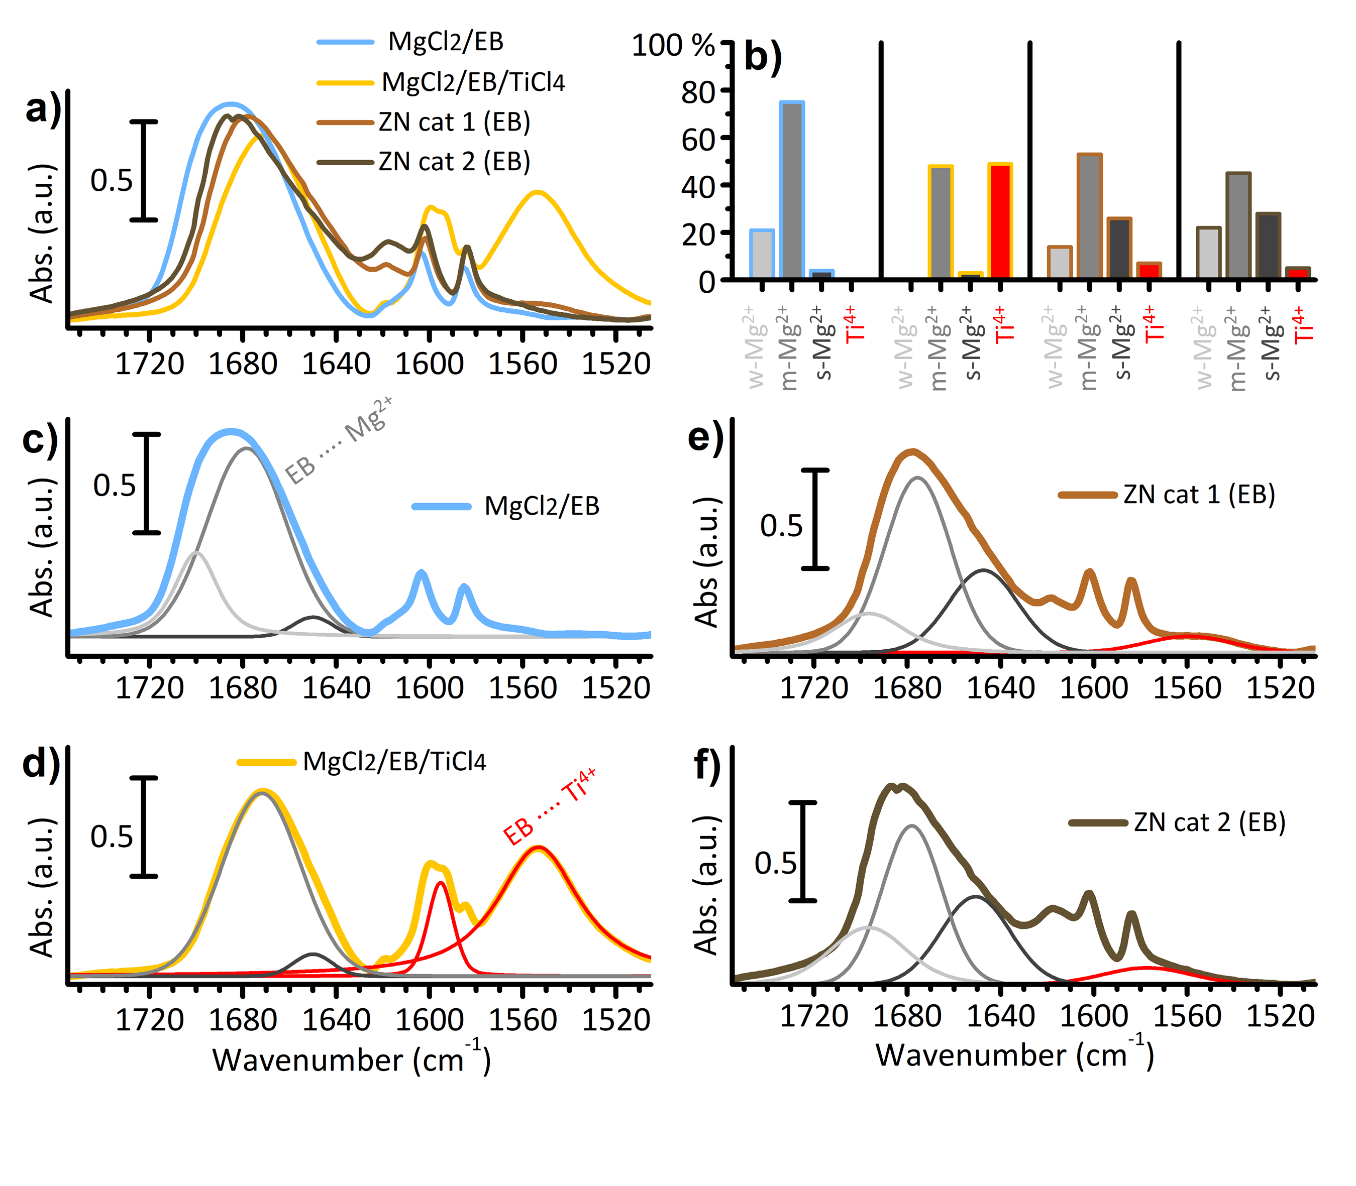 a)
MgCl2/EB
MgCl2/EB/TiCl4
ZN cat 1 (EB)
ZN cat 2 (EB)
0.5
Abs. (a.u.)
1720 1680 1640 1600 1560 1520
b)
100 %
80
60
40
20
0
w-Mg2+ m-Mg2+ s-Mg2+ Ti4+
w-Mg2+ m-Mg2+ s-Mg2+ Ti4+
w-Mg2+ m-Mg2+ s-Mg2+ Ti4+
w-Mg2+ m-Mg2+ s-Mg2+ Ti4+
c)
EB ···· Mg2+
MgCl2/EB
0.5
Abs. (a.u.)
1720 1680 1640 1600 1560 1520
e)
ZN cat 1 (EB)
0.5
Abs (a.u.)
1720 1680 1640 1600 1560 1520
d)
MgCl2/EB/TiCl4
EB ···· Ti4+
0.5
Abs. (a.u.)
1720 1680 1640 1600 1560 1520
Wavenumber (cm-1)
f)
ZN cat 2 (EB)
0.5
Abs. (a.u.)
1720 1680 1640 1600 1560 1520
Wavenumber (cm-1)